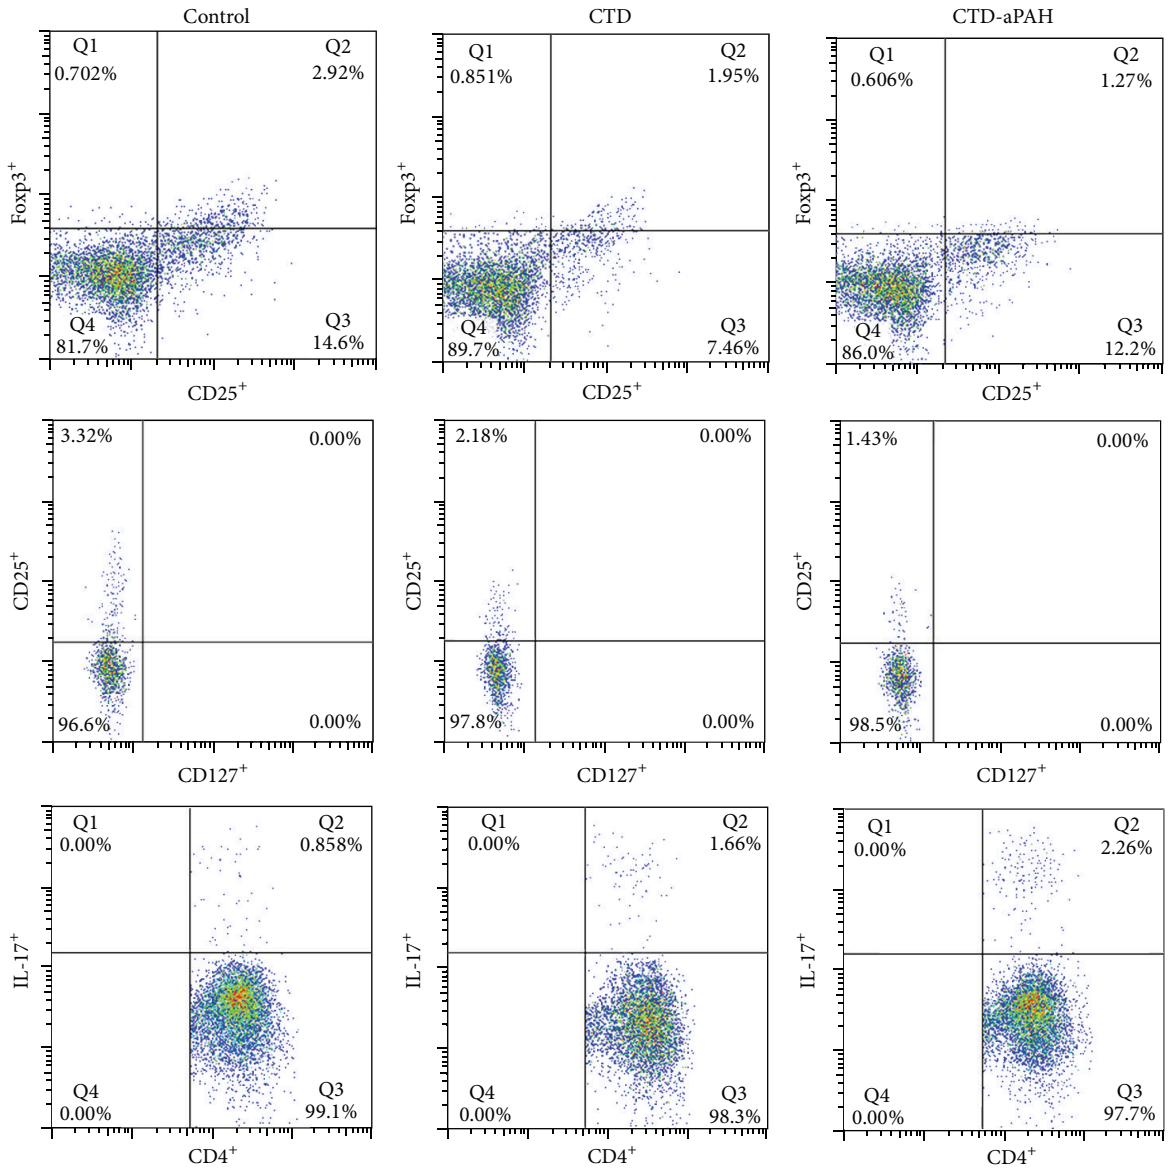 Control
CTD
CTD-aPAH
Q1
0.702%
Q2
2.92%
Q4
81.7%
Q3
14.6%
Foxp3+
CD25+
Q1
0.851%
Q2
1.95%
Q4
89.7%
Q3
7.46%
Foxp3+
CD25+
Q1
0.606%
Q2
1.27%
Q4
86.0%
Q3
12.2%
Foxp3+
CD25+
3.32%
0.00%
96.6%
0.00%
CD25+
CD127+
2.18%
0.00%
97.8%
0.00%
CD25+
CD127+
1.43%
0.00%
98.5%
0.00%
CD25+
CD127+
Q1
0.00%
Q2
0.858%
Q4
0.00%
Q3
99.1%
IL-17+
CD4+
Q1
0.00%
Q2
1.66%
Q4
0.00%
Q3
98.3%
IL-17+
CD4+
Q1
0.00%
Q2
2.26%
Q4
0.00%
Q3
97.7%
IL-17+
CD4+